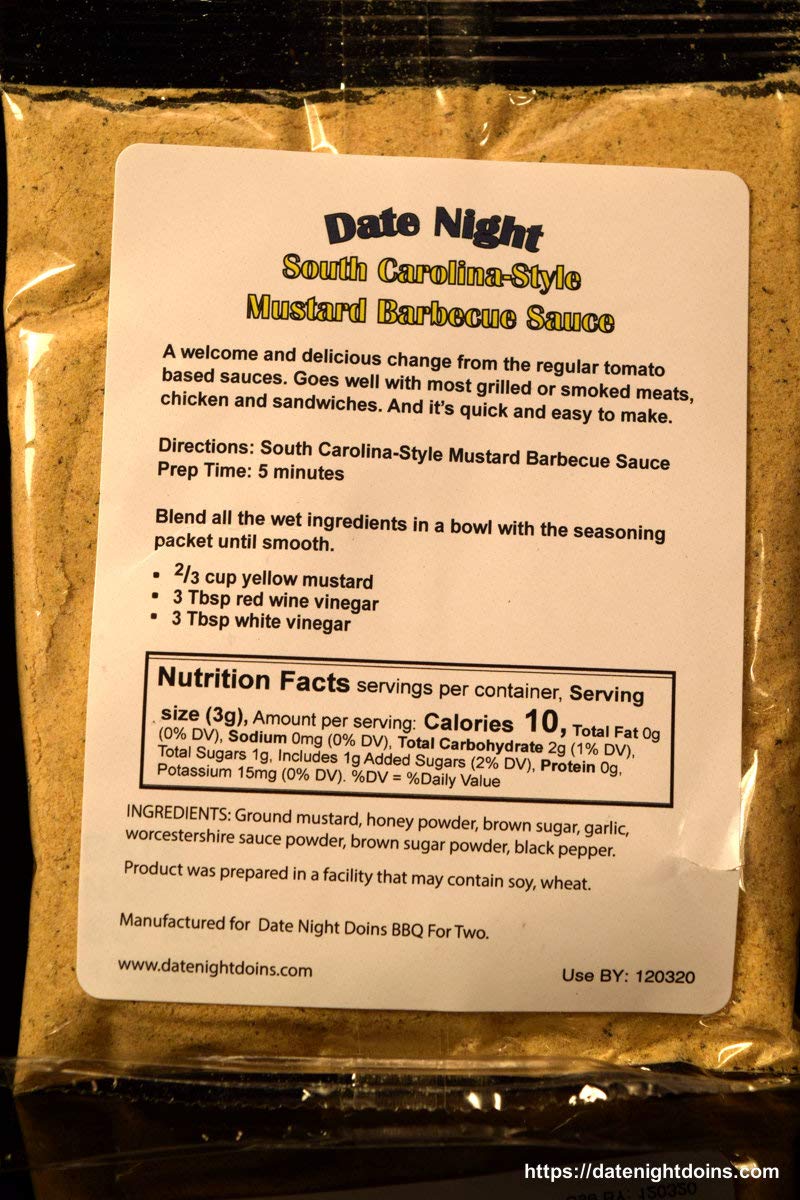 Date Night
South Carolina-Style
Mustard Barbecue Sauce
A welcome and delicious change from the regular tomato
based sauces. Goes well with most grilled or smoked meats,
chicken and sandwiches. And it's quick and easy to make.
Directions: South Carolina-Style Mustard Barbecue Sauce
Prep Time: 5 minutes
Blend all the wet ingredients in a bowl with the seasoning
packet until smooth.
▪ 2/3 cup yellow mustard
▪ 3 Tbsp red wine vinegar
▪ 3 Tbsp white vinegar
Nutrition Facts servings per container, Serving
size (3g), Amount per serving: Calories 10, Total Fat 0g
(0% DV), Sodium 0mg (0% DV), Total Carbohydrate 2g (1% DV),
Total Sugars 1g, Includes 1g Added Sugars (2% DV), Protein 0g,
Potassium 15mg (0% DV). %DV = %Daily Value
INGREDIENTS: Ground mustard, honey powder, brown sugar, garlic,
worcestershire sauce powder, brown sugar powder, black pepper.
Product was prepared in a facility that may contain soy, wheat.
Manufactured for Date Night Doins BBQ For Two.
www.datenightdoins.com
Use BY: 120320
https://datenightdoins.com